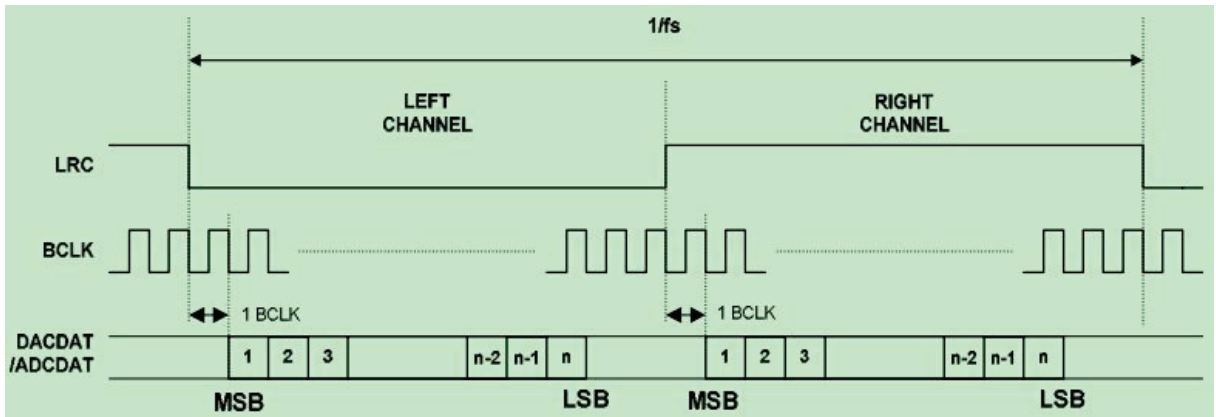 1/fs
LEFT
CHANNEL
RIGHT
CHANNEL
LRC
BCLK
1 BCLK
1 BCLK
DACDAT
/ADCDAT
1 2 3 n-2 n-1 n 1 2 3 n-2 n-1 n
MSB LSB MSB LSB